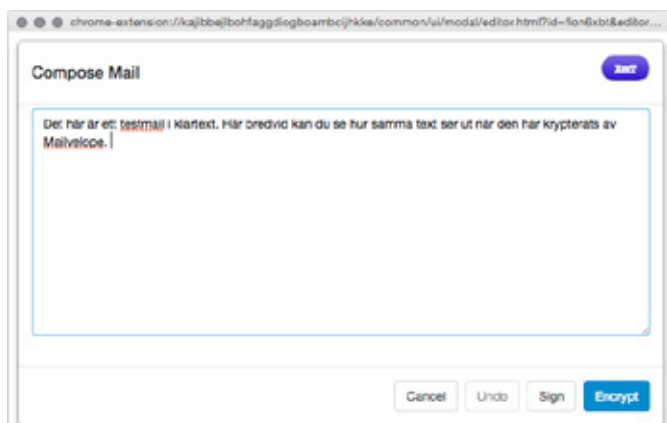 chrome-extension://kajibbejlbohfaggdiogboambcijhkke/common/ui/modal/editor.html?id=
Compose Mail
Det här är ett testmail i klartext. Här bredvid kan du se hur samma text ser ut när den har krypterats av
Mailvelope.
Cancel Undo Sign Encrypt